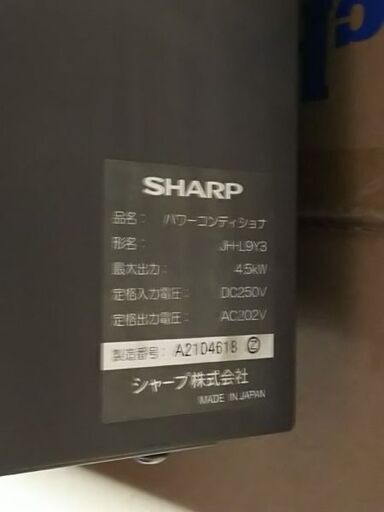 SHARP
品名: パワーコンディショナ
形名: JH-L9Y3
最大出力: 4.5kW
定格入力電圧: DC250V
定格出力電圧: AC202V
製造番号: A2104618 Ⓩ
シャープ株式会社
MADE IN JAPAN